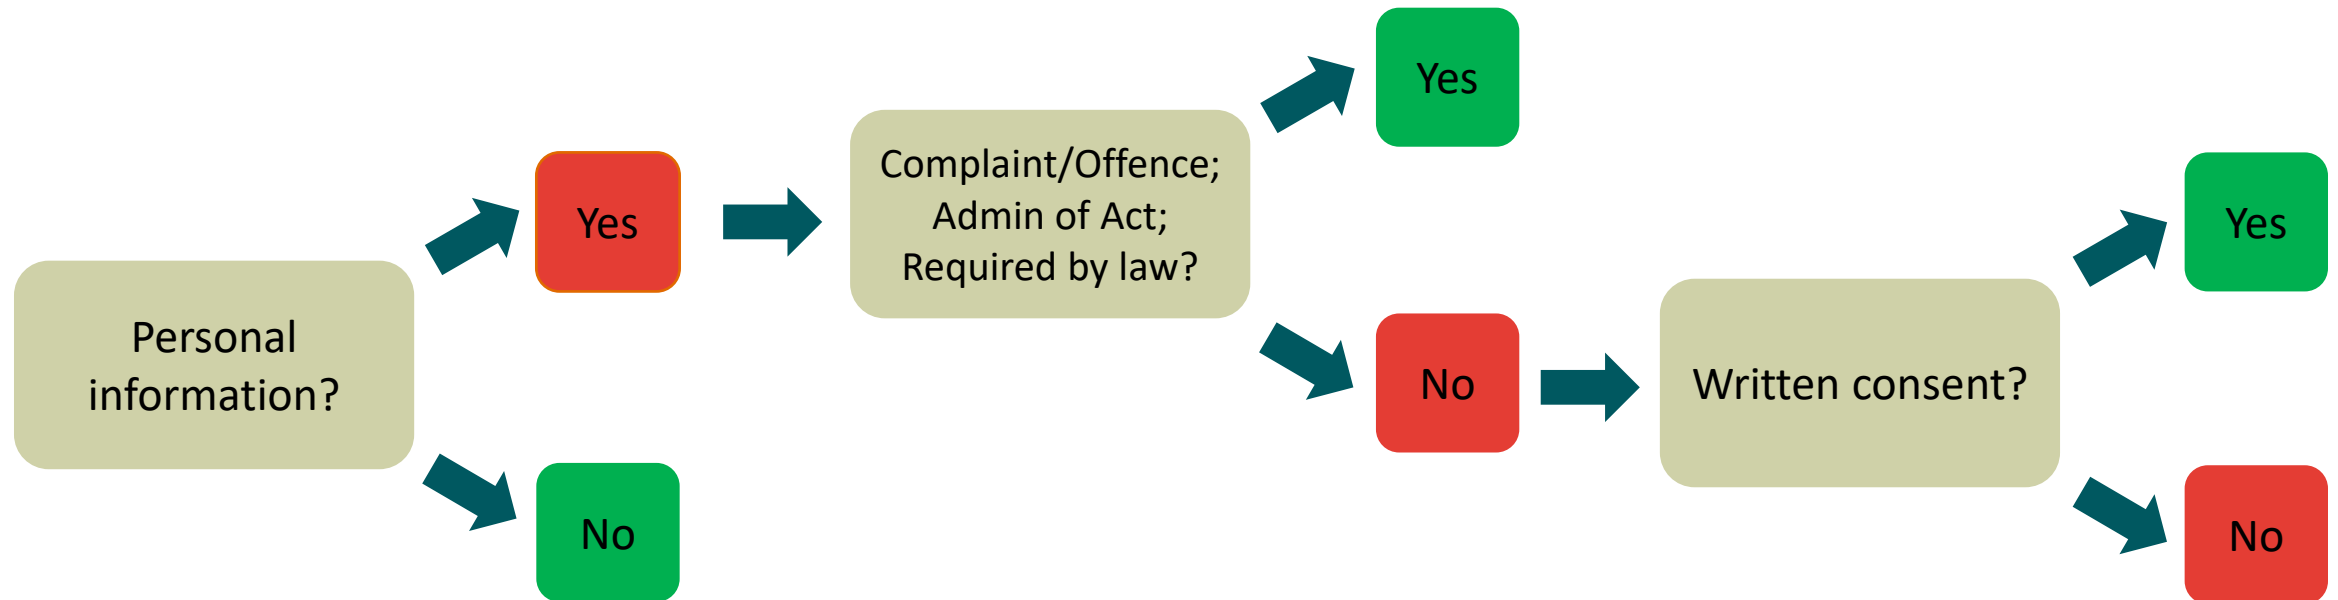 Personal
information?
Yes
No
Complaint/Offence;
Admin of Act;
Required by law?
Yes
No
Written consent?
Yes
No